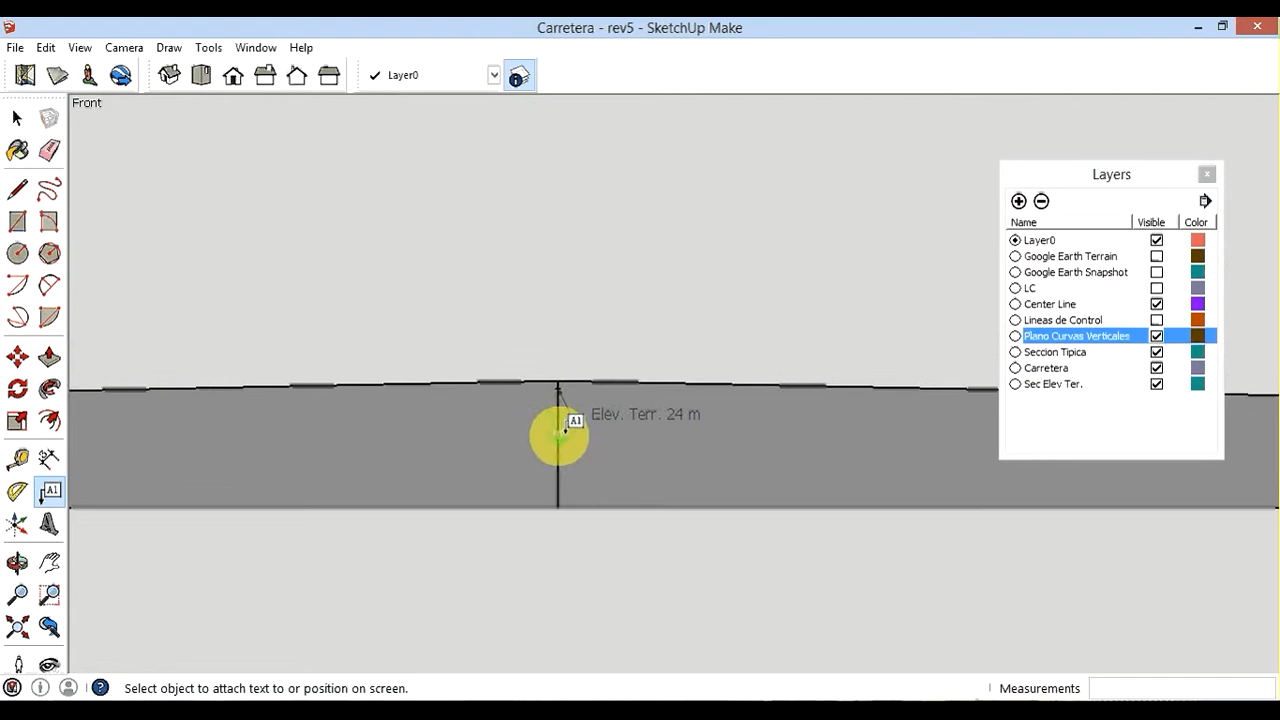 Carretera - rev5 - SketchUp Make
File Edit View Camera Draw Tools Window Help
Layer0
Front
Layers
Name Visible Color
Layer0
Google Earth Terrain
Google Earth Snapshot
LC
Center Line
Lineas de Control
Plano Curvas Verticales
Seccion Tipica
Carretera
Sec Elev Ter.
Elev. Terr. 24 m
A1
A1
Select object to attach text to or position on screen.
Measurements